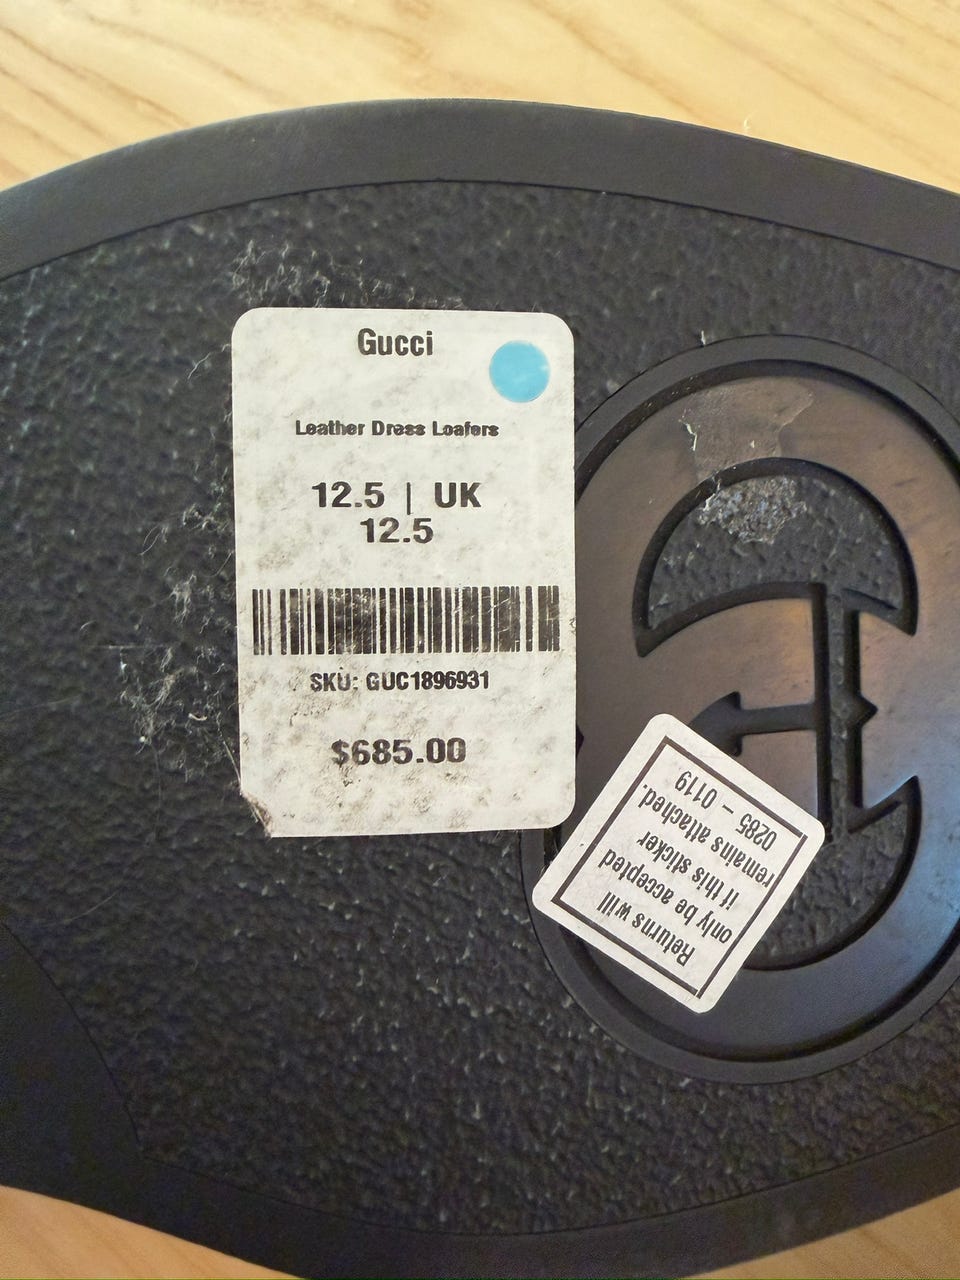 Gucci
Leather Dress Loafers
12.5 | UK
12.5
SKU: GUC1896931
$685.00
Returns will
only be accepted
if this sticker
remains attached.
0285 – 0119